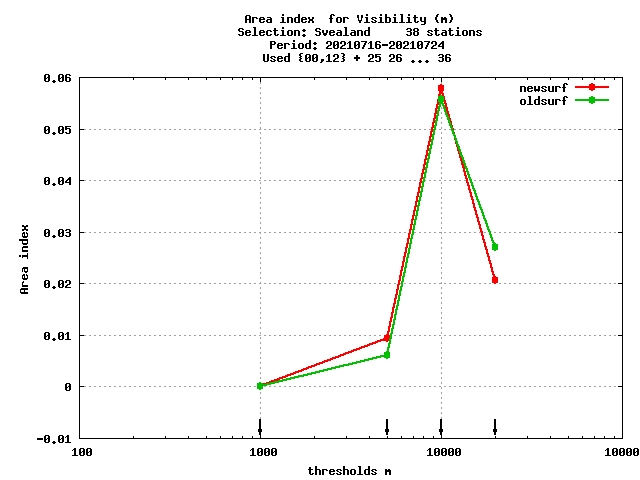 Area index  for Visibility (m)
Selection: Svealand     38 stations
Period: 20210716-20210724
Used {00,12} + 25 26 ... 36
newsurf
oldsurf
0.06
0.05
0.04
0.03
0.02
0.01
0
-0.01
Area index
100 1000 10000 10000
thresholds m